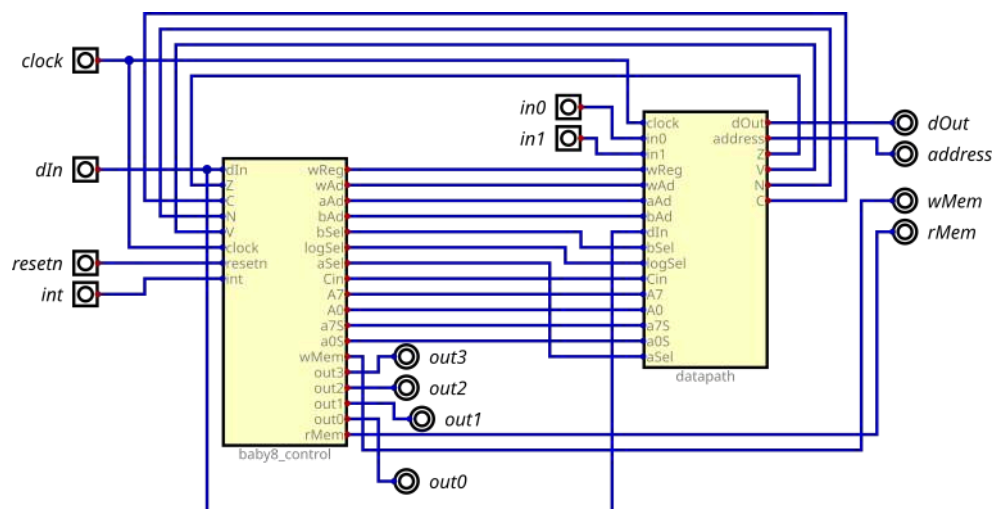 clock
dIn
resetn
int
in0
in1
dIn
Z
C
N
V
clock
resetn
int
wReg
wAd
aAd
bAd
bSel
logSel
aSel
Cin
A7
A0
a7S
a0S
wMem
out3
out2
out1
out0
rMem
baby8_control
out3
out2
out1
out0
clock
in0
in1
wReg
wAd
aAd
bAd
dIn
bSel
logSel
Cin
A7
A0
a7S
a0S
aSel
dOut
address
Z
V
N
C
datapath
dOut
address
wMem
rMem